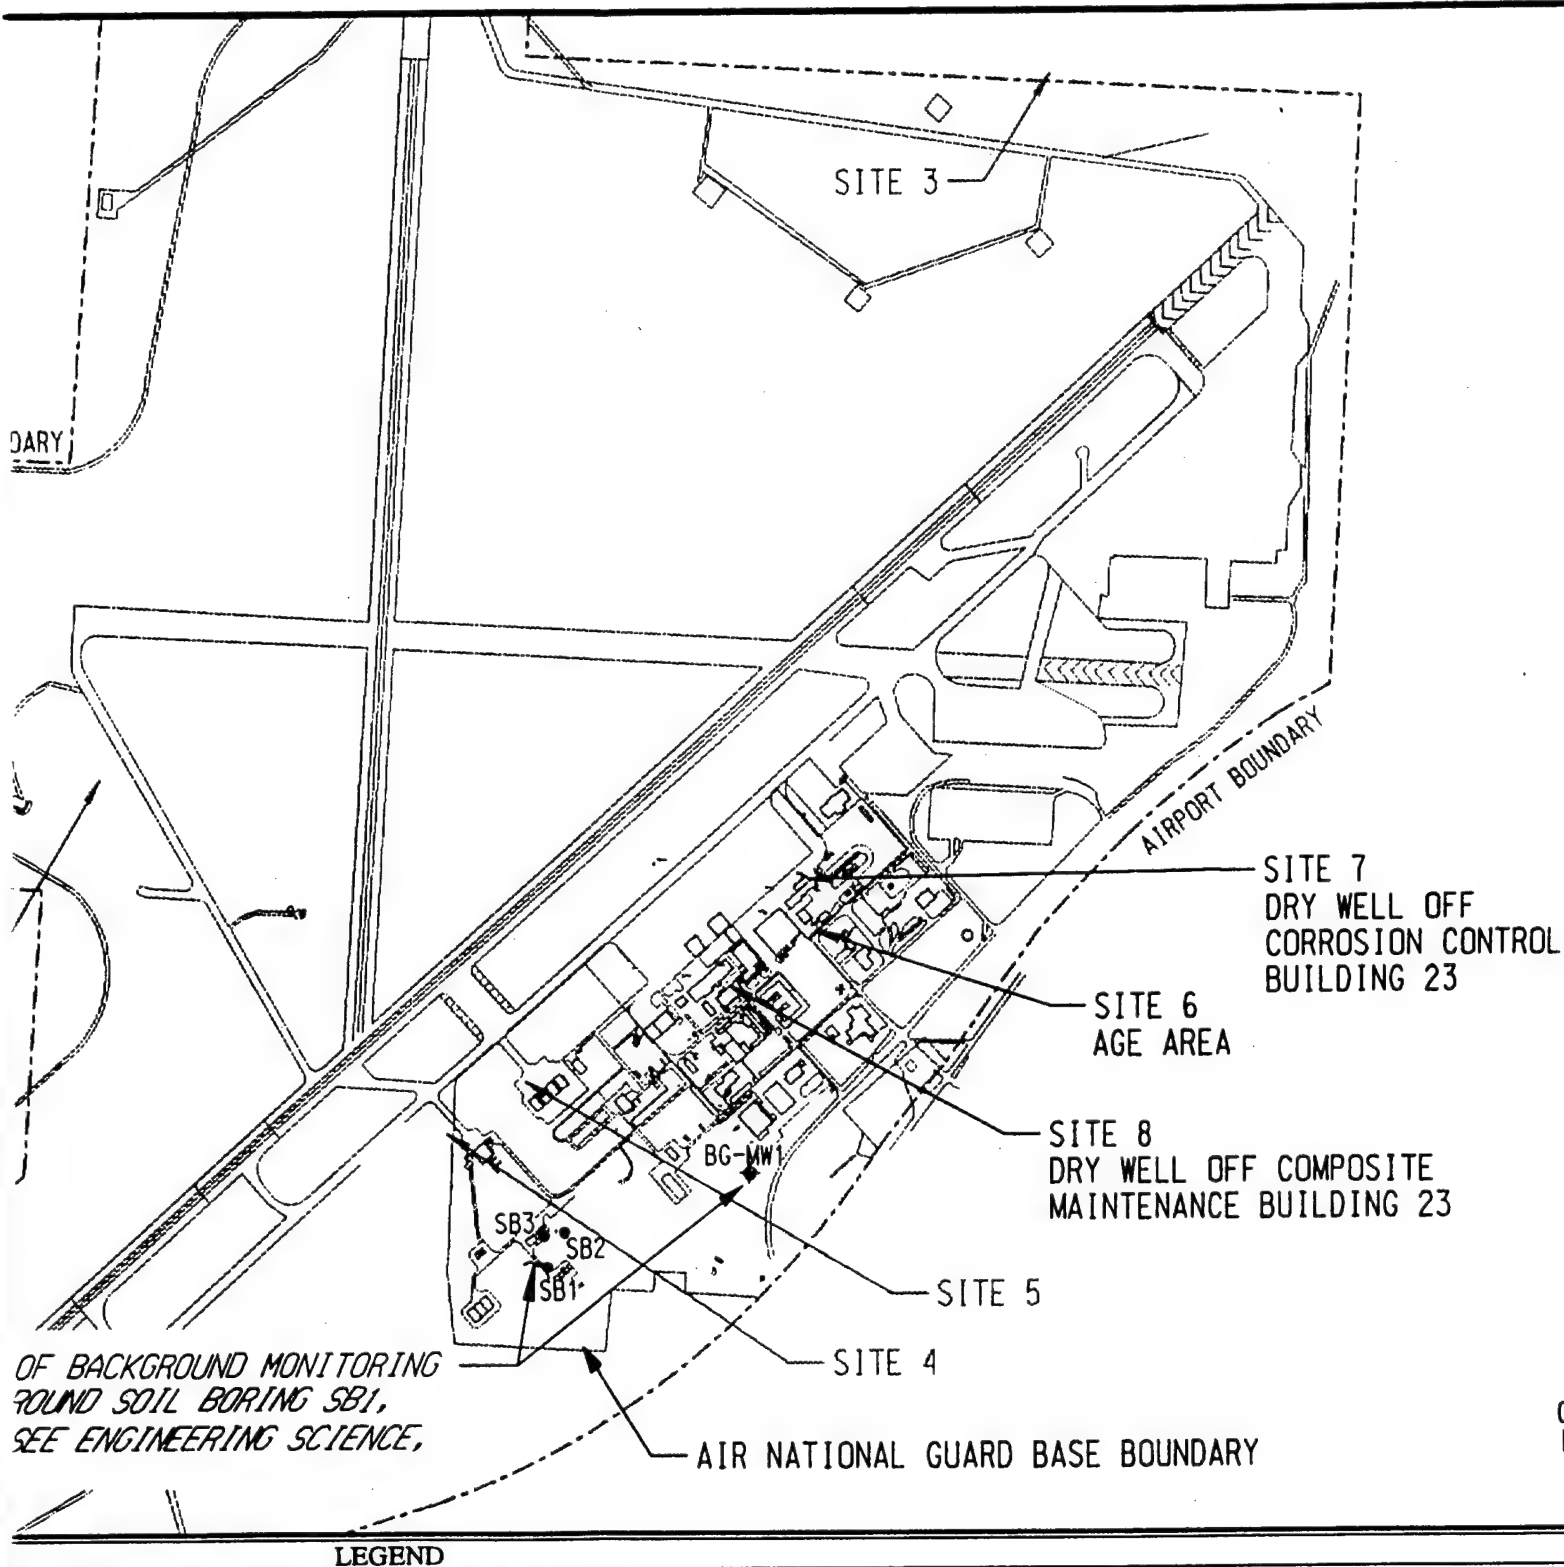 SITE 3
DARY
AIRPORT BOUNDARY
SITE 7
DRY WELL OFF
CORROSION CONTROL
BUILDING 23
SITE 6
AGE AREA
SITE 8
DRY WELL OFF COMPOSITE
MAINTENANCE BUILDING 23
BG-MW1
SB3
SB2
SB1
SITE 5
SITE 4
OF BACKGROUND MONITORING
ROUND SOIL BORING SB1,
SEE ENGINEERING SCIENCE,
AIR NATIONAL GUARD BASE BOUNDARY
LEGEND